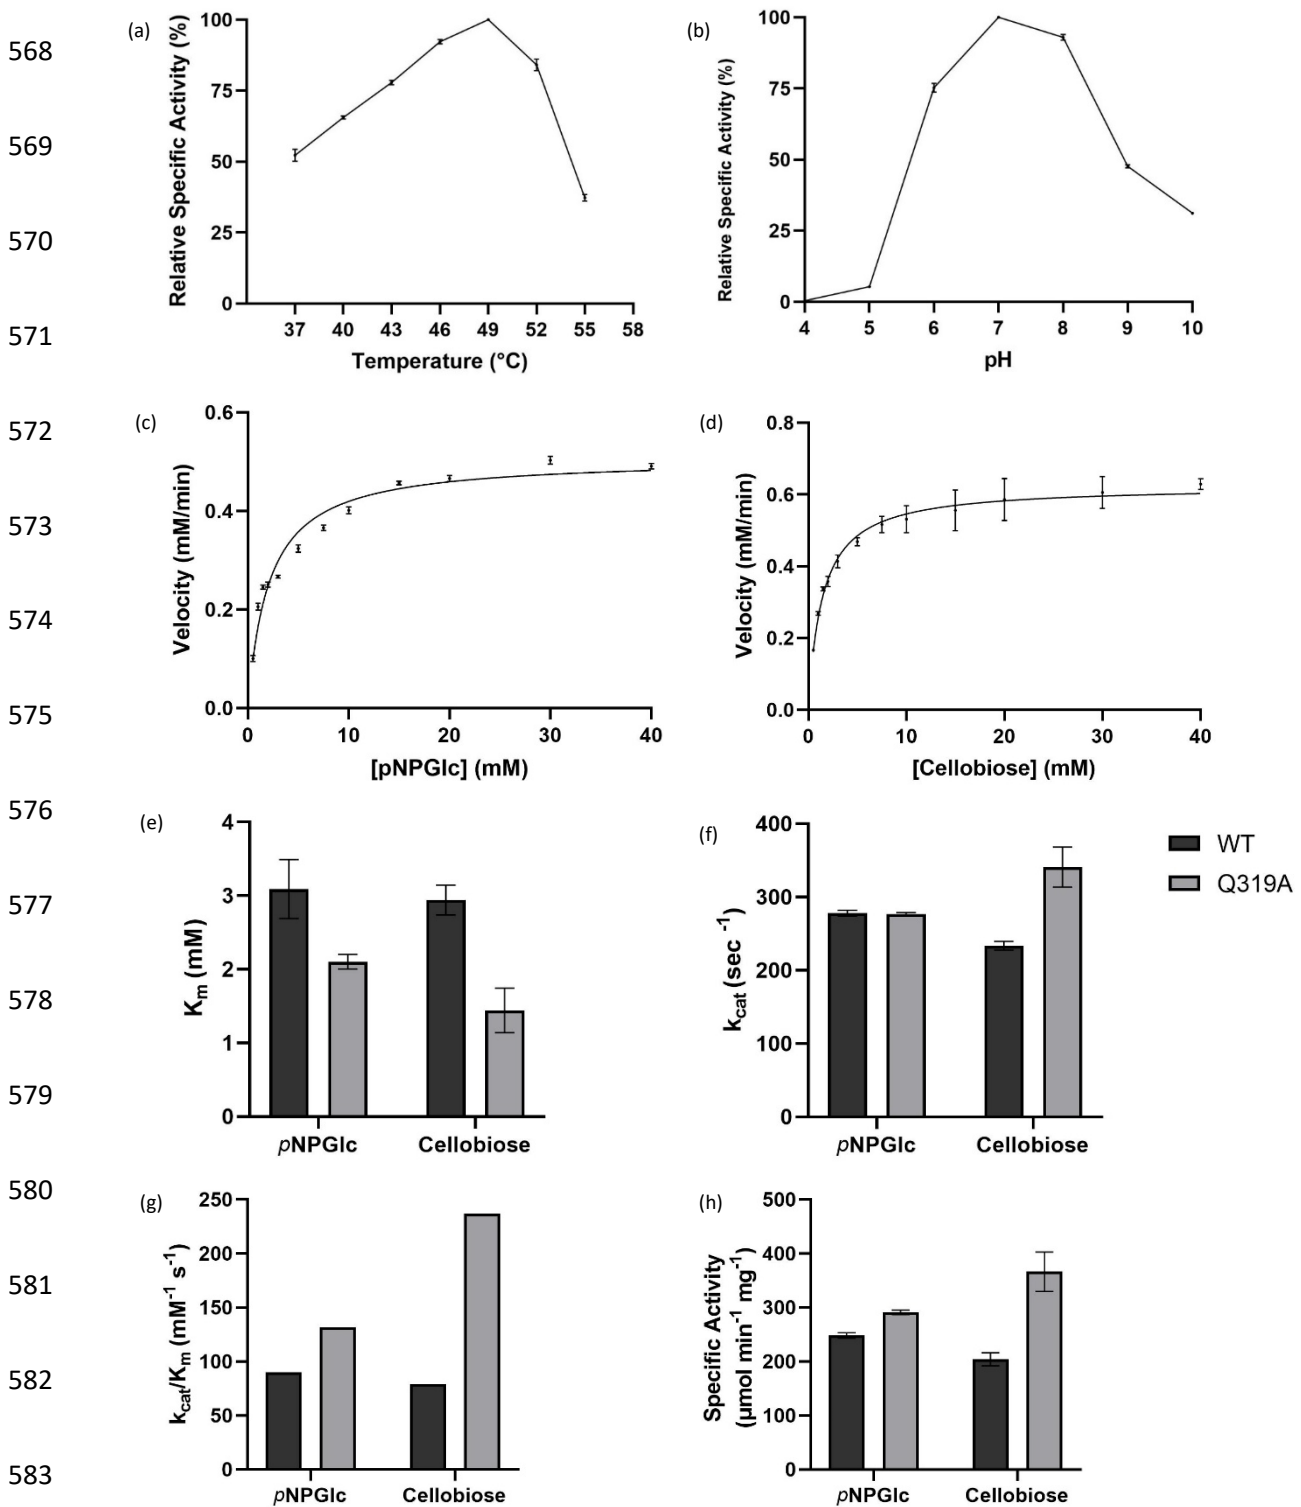 568
569
570
571
572
573
574
575
576
577
578
579
580
581
582
583
(a)
Relative Specific Activity (%)
100
75
50
25
0
37 40 43 46 49 52 55 58
Temperature (°C)
(b)
Relative Specific Activity (%)
100
75
50
25
0
4 5 6 7 8 9 10
pH
(c)
Velocity (mM/min)
0.6
0.4
0.2
0.0
0 10 20 30 40
[pNPGlc] (mM)
(d)
Velocity (mM/min)
0.8
0.6
0.4
0.2
0.0
0 10 20 30 40
[Cellobiose] (mM)
(e)
Km (mM)
4
3
2
1
0
pNPGlc Cellobiose
(f)
kcat (sec -1)
400
300
200
100
0
pNPGlc Cellobiose
WT
Q319A
(g)
kcat/Km (mM-1 s-1)
250
200
150
100
50
0
pNPGlc Cellobiose
(h)
Specific Activity
(µmol min-1 mg-1)
500
400
300
200
100
0
pNPGlc Cellobiose